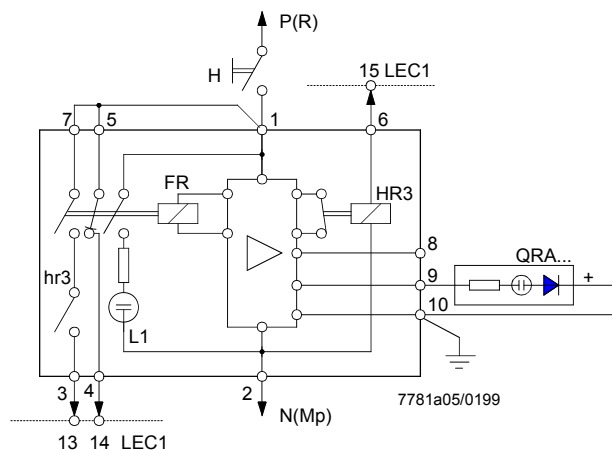 P(R)
H
15 LEC1
7 5 1 6
FR
HR3
8
QRA...
9
+
10
hr3
L1
3 4 2
7781a05/0199
N(Mp)
13 14 LEC1